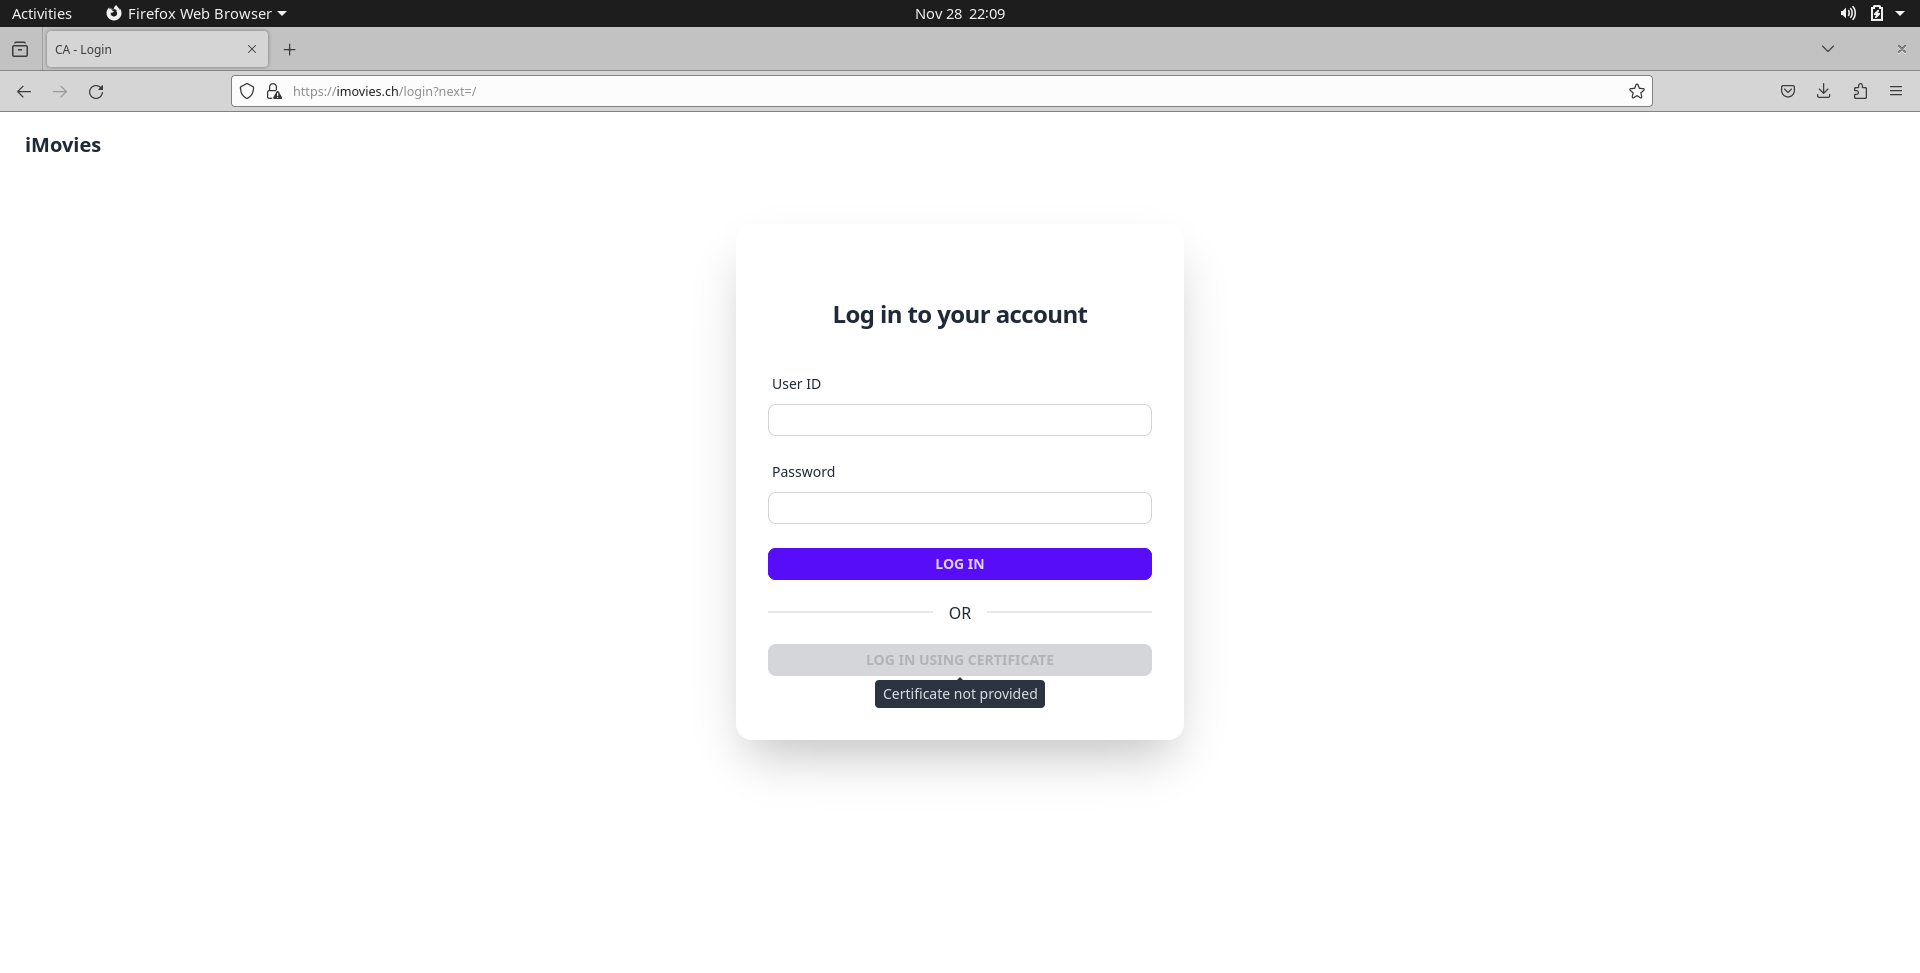 Activities
Firefox Web Browser
Nov 28 22:09
CA - Login
https://imovies.ch/login?next=/
iMovies
Log in to your account
User ID
Password
LOG IN
OR
LOG IN USING CERTIFICATE
Certificate not provided